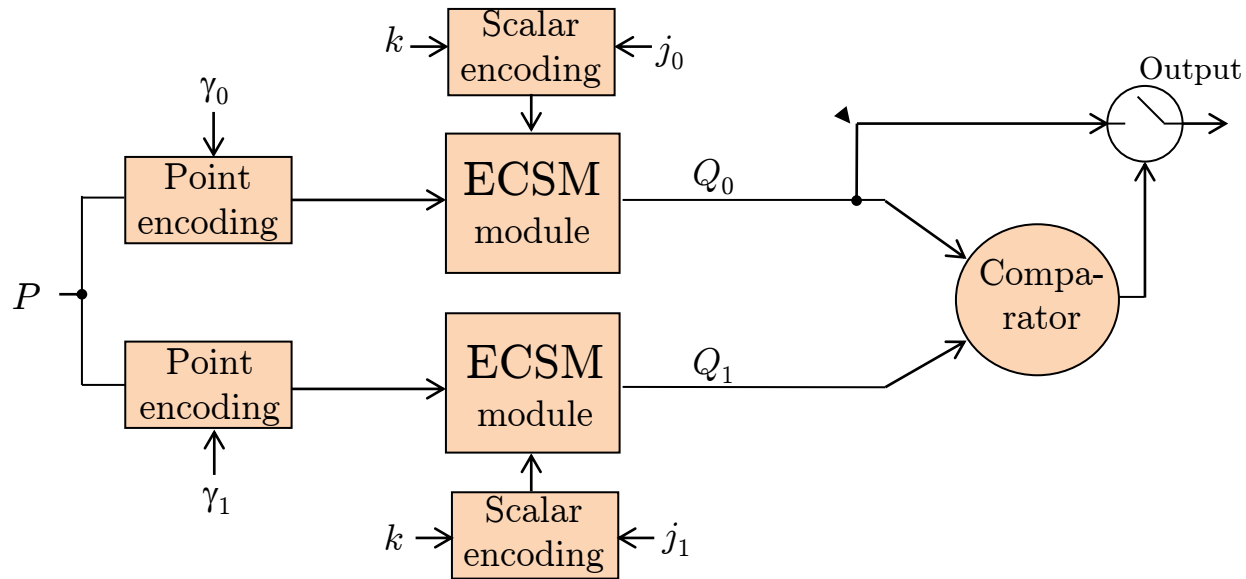 k
Scalar
encoding
j₀
Output
γ₀
Point
encoding
ECSM
module
Q₀
P
Compa-
rator
Point
encoding
ECSM
module
Q₁
γ₁
k
Scalar
encoding
j₁